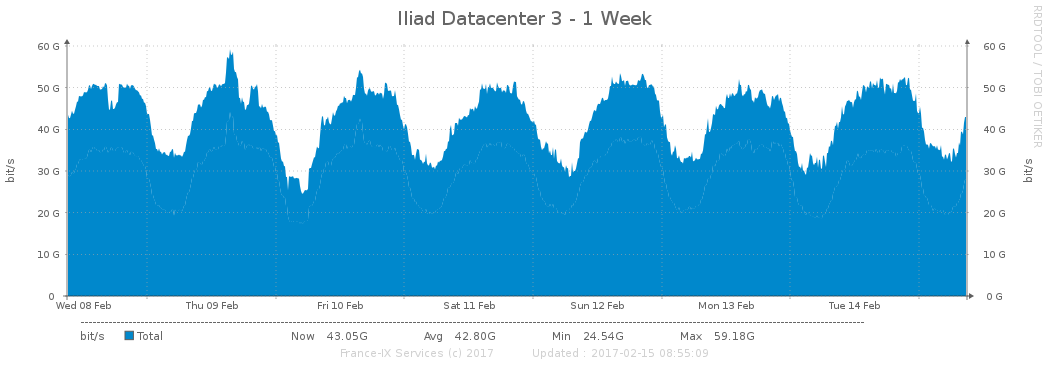 Iliad Datacenter 3 - 1 Week
RRDTOOL / TOBI OETIKER
bit/s
60 G
50 G
40 G
30 G
20 G
10 G
0
60 G
50 G
40 G
30 G
20 G
10 G
0 G
bit/s
Wed 08 Feb Thu 09 Feb Fri 10 Feb Sat 11 Feb Sun 12 Feb Mon 13 Feb Tue 14 Feb
bit/s Total Now 43.05G Avg 42.80G Min 24.54G Max 59.18G
France-IX Services (c) 2017 Updated : 2017-02-15 08:55:09